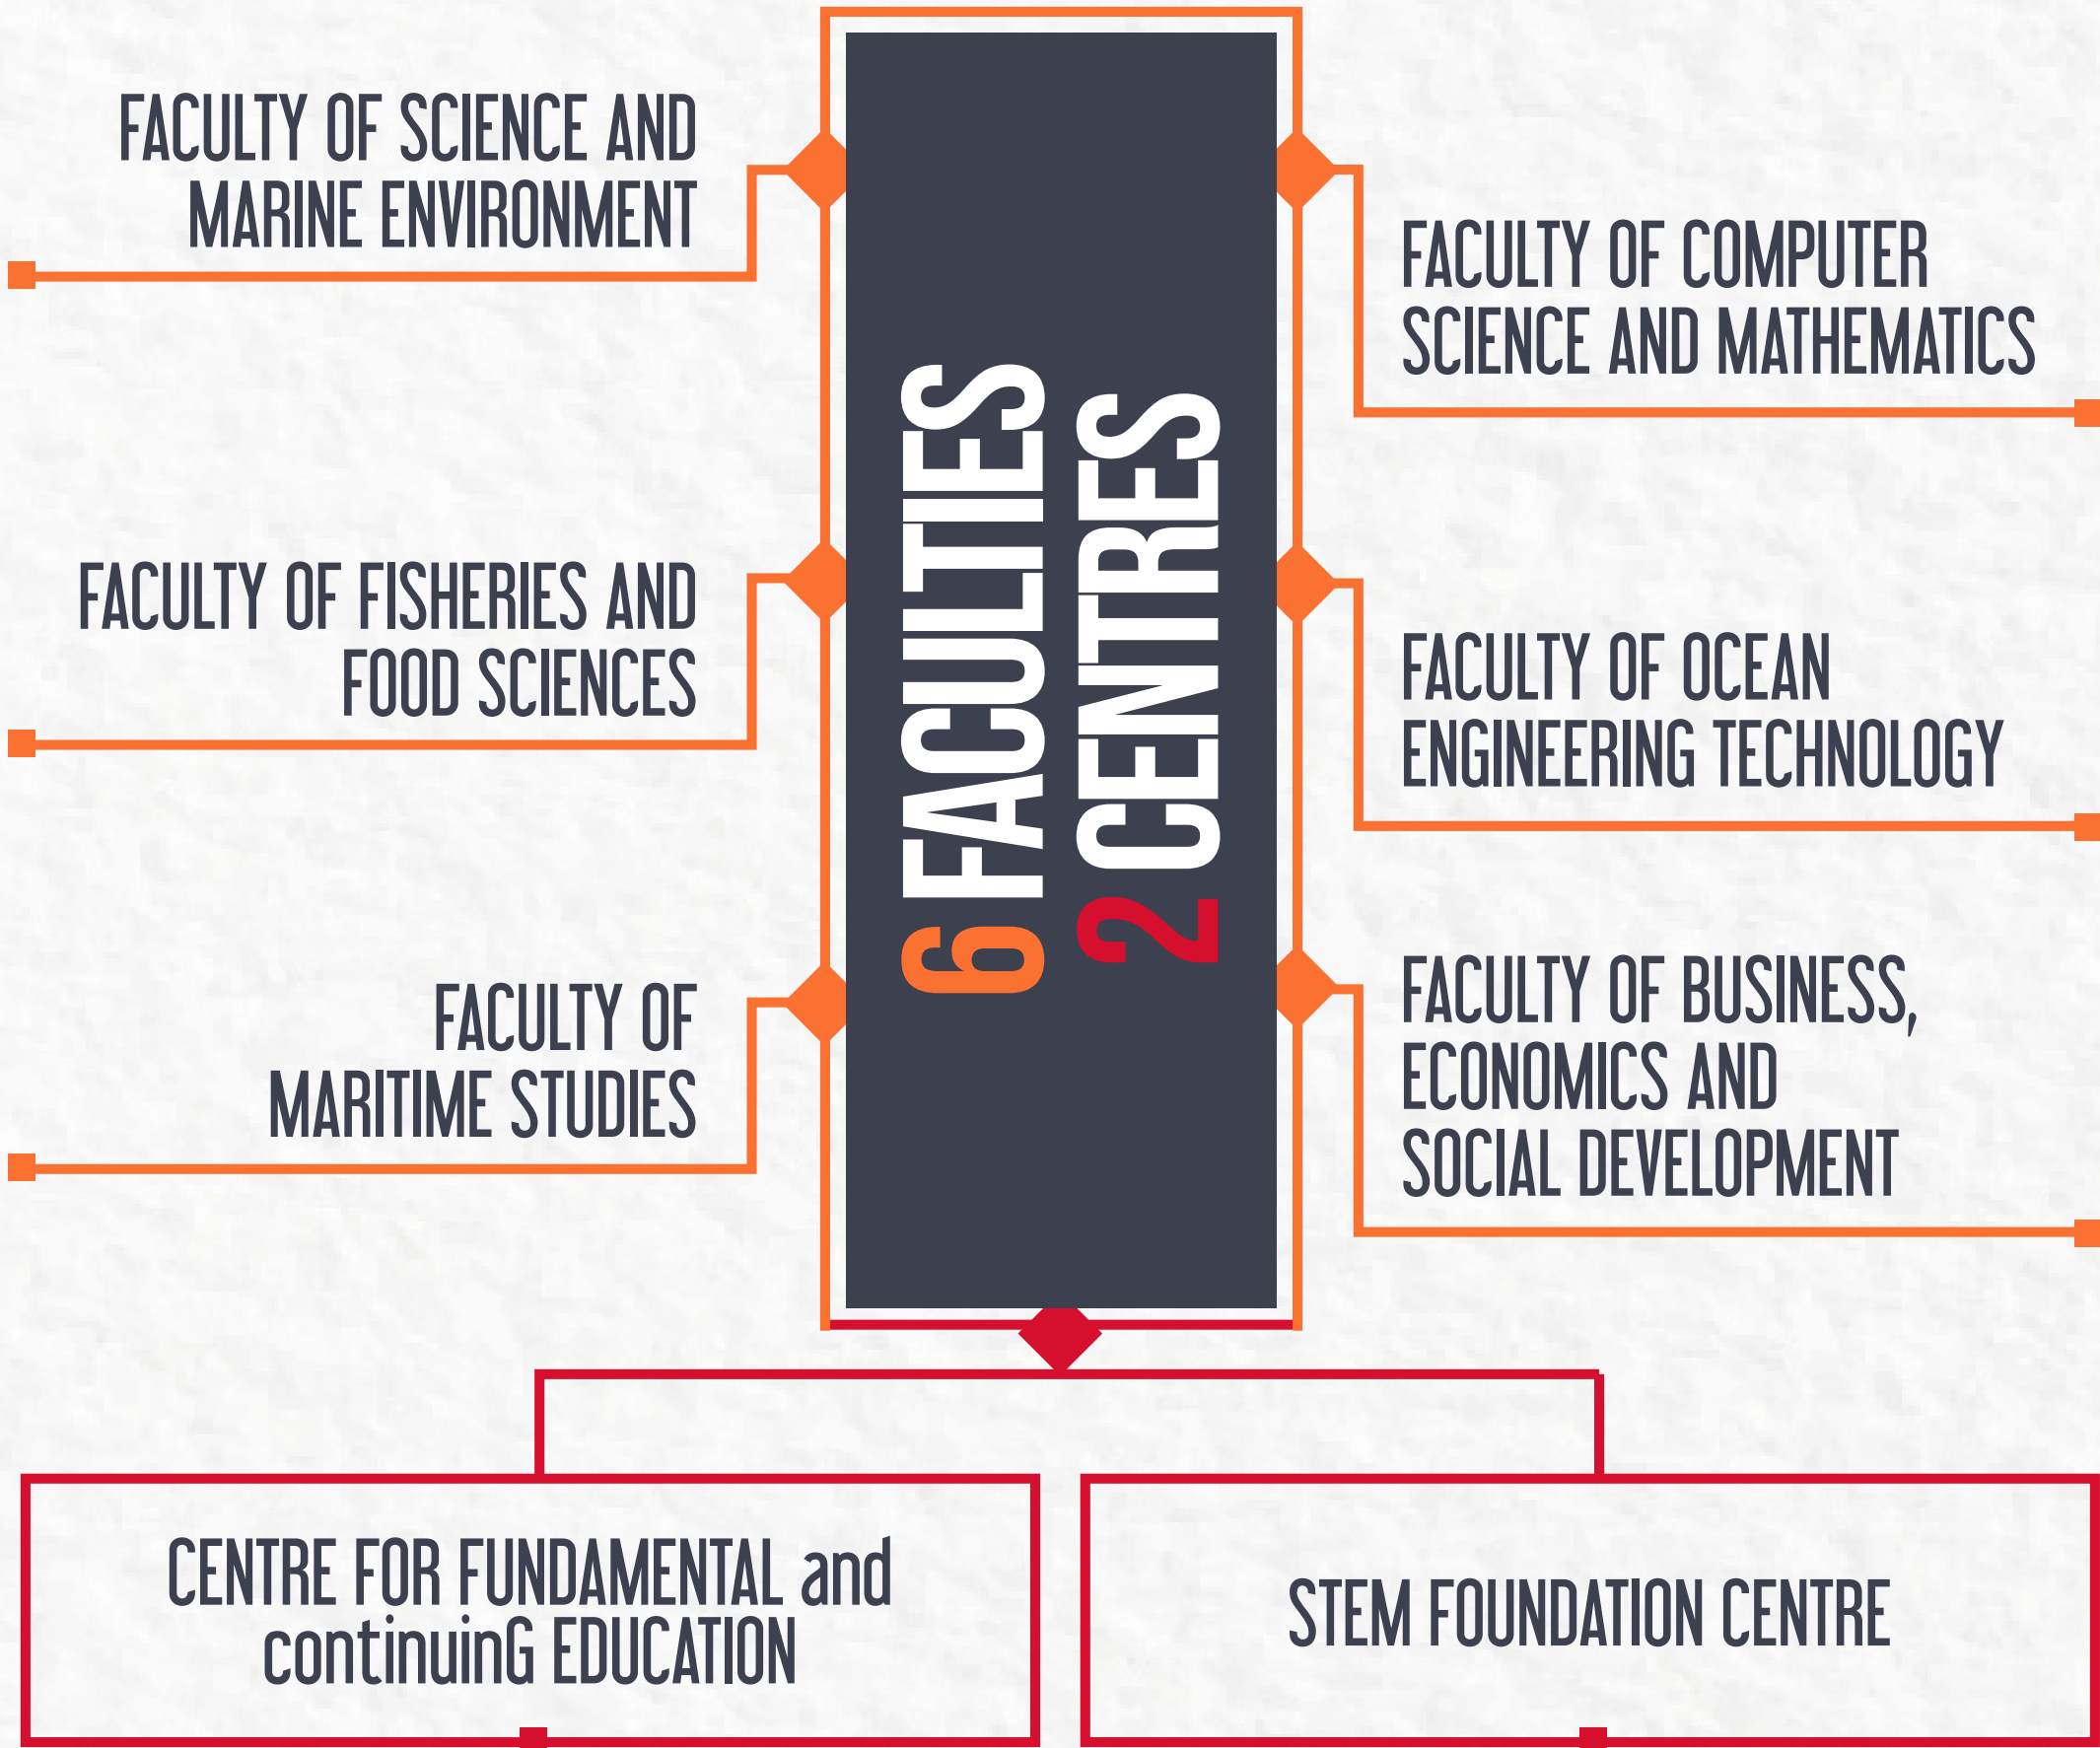 FACULTY OF SCIENCE AND
MARINE ENVIRONMENT
FACULTY OF FISHERIES AND
FOOD SCIENCES
FACULTY OF
MARITIME STUDIES
6 FACULTIES
2 CENTRES
FACULTY OF COMPUTER
SCIENCE AND MATHEMATICS
FACULTY OF OCEAN
ENGINEERING TECHNOLOGY
FACULTY OF BUSINESS,
ECONOMICS AND
SOCIAL DEVELOPMENT
CENTRE FOR FUNDAMENTAL and
continuinG EDUCATION
STEM FOUNDATION CENTRE